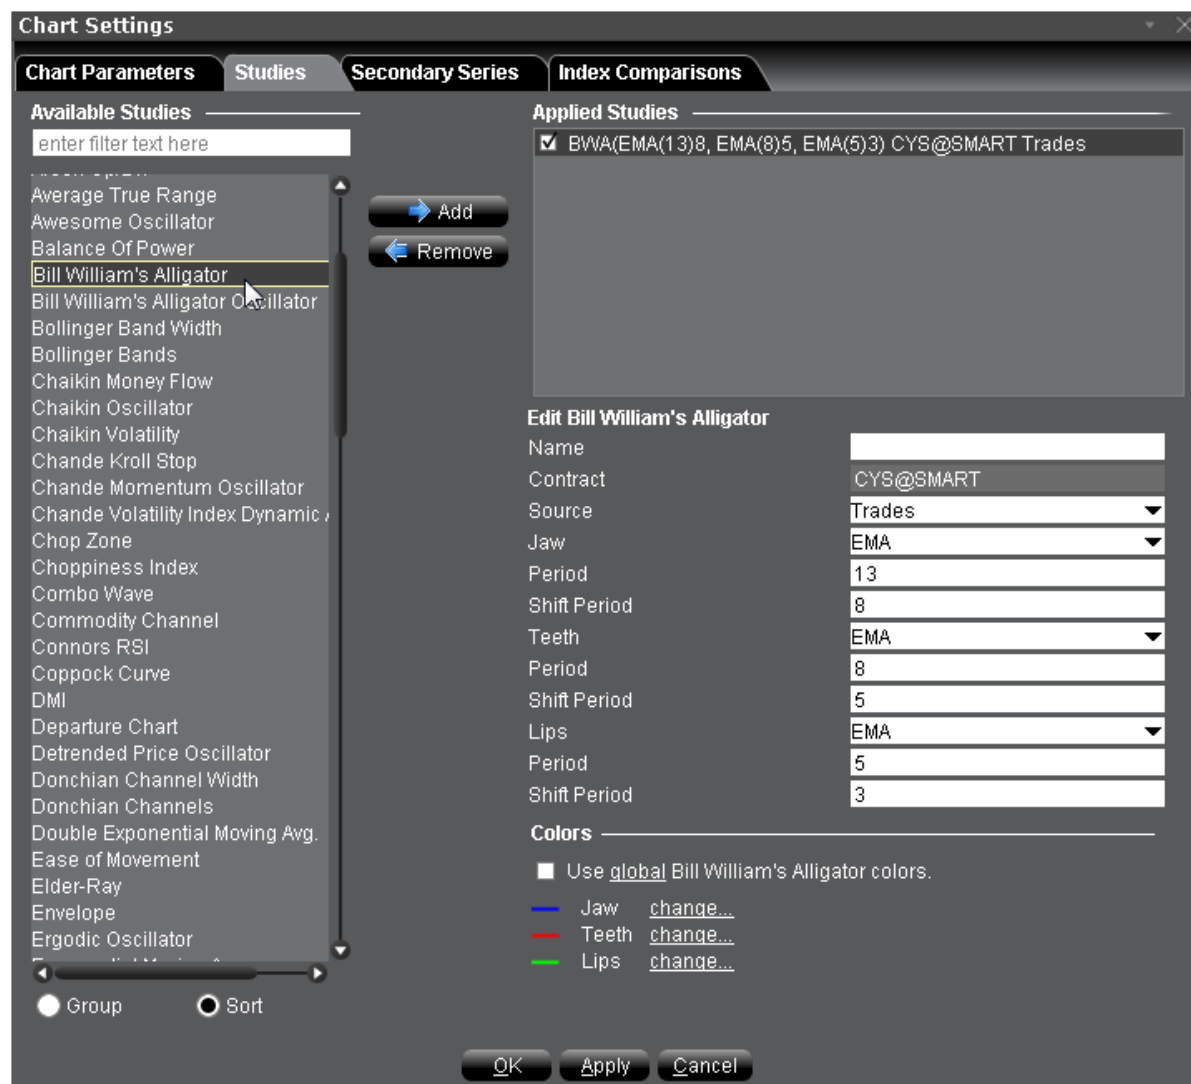 Chart Settings
Chart Parameters
Studies
Secondary Series
Index Comparisons
Available Studies
enter filter text here
Average True Range
Awesome Oscillator
Balance Of Power
Bill William's Alligator
Bill William's Alligator Oscillator
Bollinger Band Width
Bollinger Bands
Chaikin Money Flow
Chaikin Oscillator
Chaikin Volatility
Chande Kroll Stop
Chande Momentum Oscillator
Chande Volatility Index Dynamic
Chop Zone
Choppiness Index
Combo Wave
Commodity Channel
Connors RSI
Coppock Curve
DMI
Departure Chart
Detrended Price Oscillator
Donchian Channel Width
Donchian Channels
Double Exponential Moving Avg.
Ease of Movement
Elder-Ray
Envelope
Ergodic Oscillator
Group
Sort
Add
Remove
Applied Studies
BWA(EMA(13)8, EMA(8)5, EMA(5)3) CYS@SMART Trades
Edit Bill William's Alligator
Name
Contract CYS@SMART
Source Trades
Jaw EMA
Period 13
Shift Period 8
Teeth EMA
Period 8
Shift Period 5
Lips EMA
Period 5
Shift Period 3
Colors
Use global Bill William's Alligator colors.
Jaw change...
Teeth change...
Lips change...
OK
Apply
Cancel